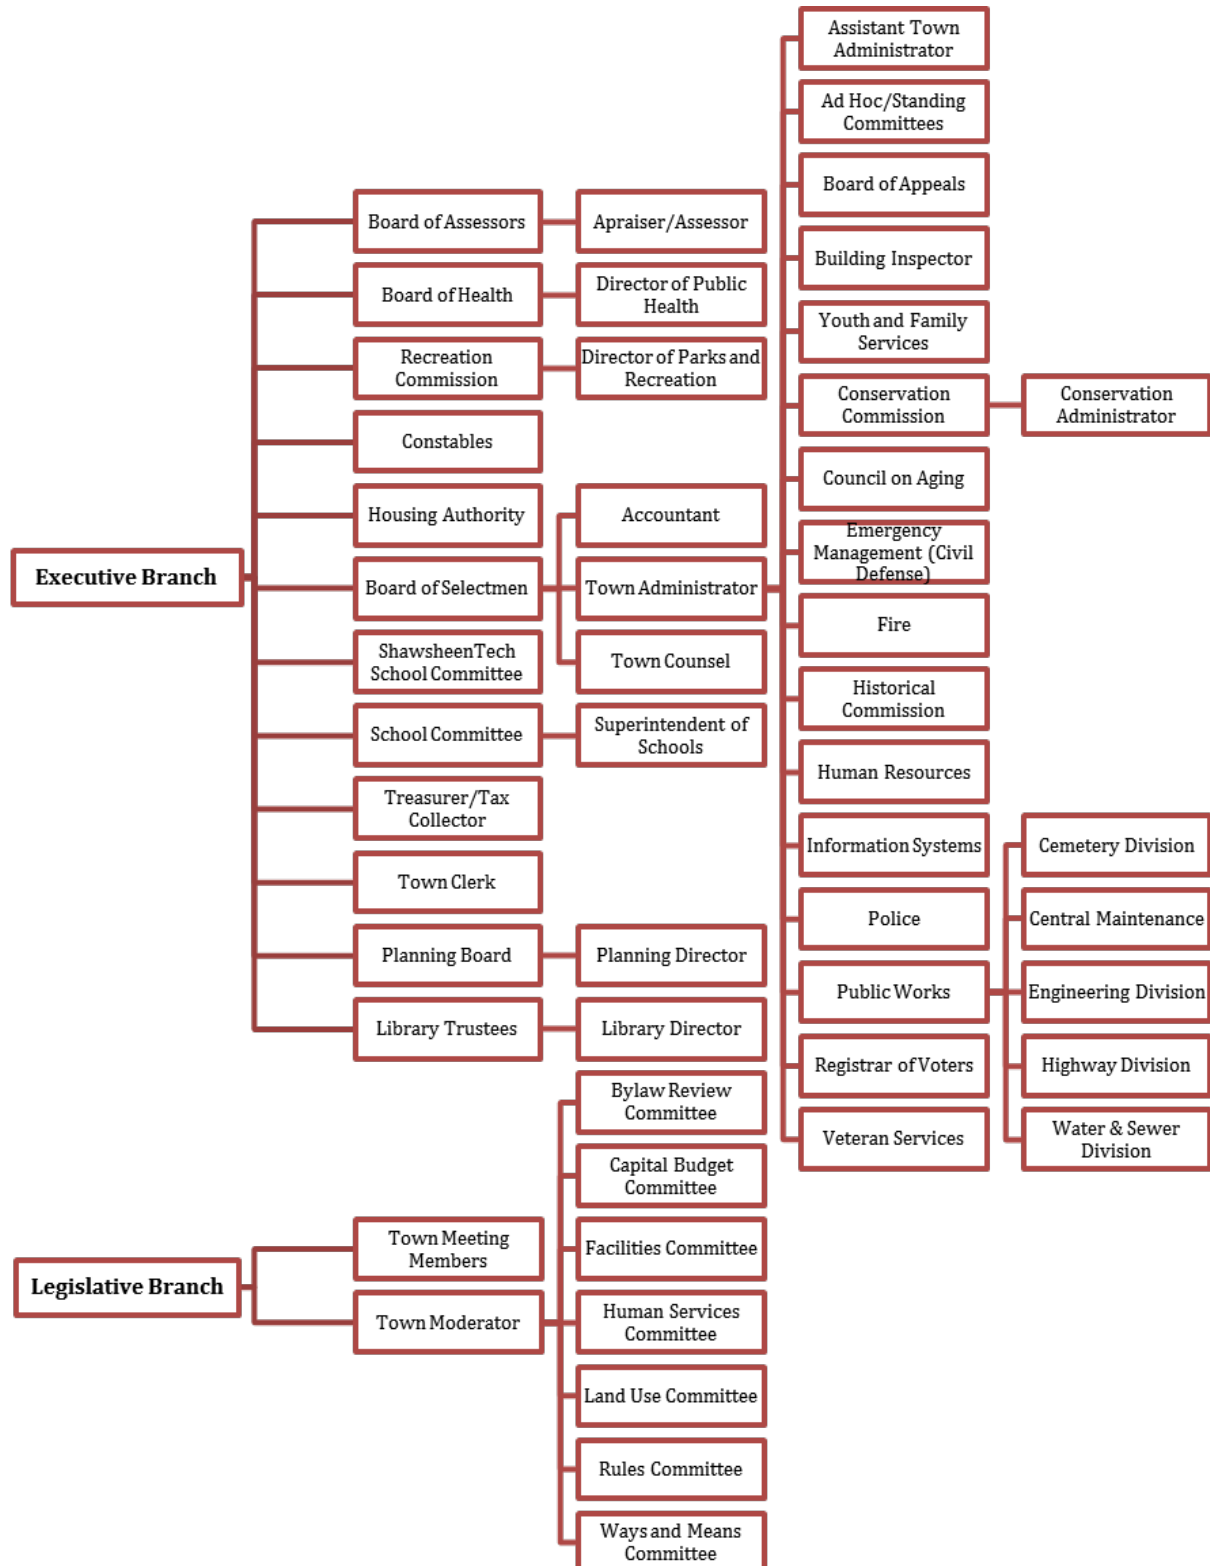 Assistant Town
Administrator
Ad Hoc/Standing
Committees
Board of Appeals
Building Inspector
Youth and Family
Services
Conservation
Commission
Conservation
Administrator
Council on Aging
Emergency
Management (Civil
Defense)
Fire
Historical
Commission
Human Resources
Information Systems
Police
Public Works
Registrar of Voters
Veteran Services
Cemetery Division
Central Maintenance
Engineering Division
Highway Division
Water & Sewer
Division
Executive Branch
Board of Assessors
Apraiser/Assessor
Board of Health
Director of Public
Health
Recreation
Commission
Director of Parks and
Recreation
Constables
Housing Authority
Board of Selectmen
Accountant
Town Administrator
Town Counsel
ShawsheenTech
School Committee
School Committee
Superintendent of
Schools
Treasurer/Tax
Collector
Town Clerk
Planning Board
Planning Director
Library Trustees
Library Director
Legislative Branch
Town Meeting
Members
Town Moderator
Bylaw Review
Committee
Capital Budget
Committee
Facilities Committee
Human Services
Committee
Land Use Committee
Rules Committee
Ways and Means
Committee